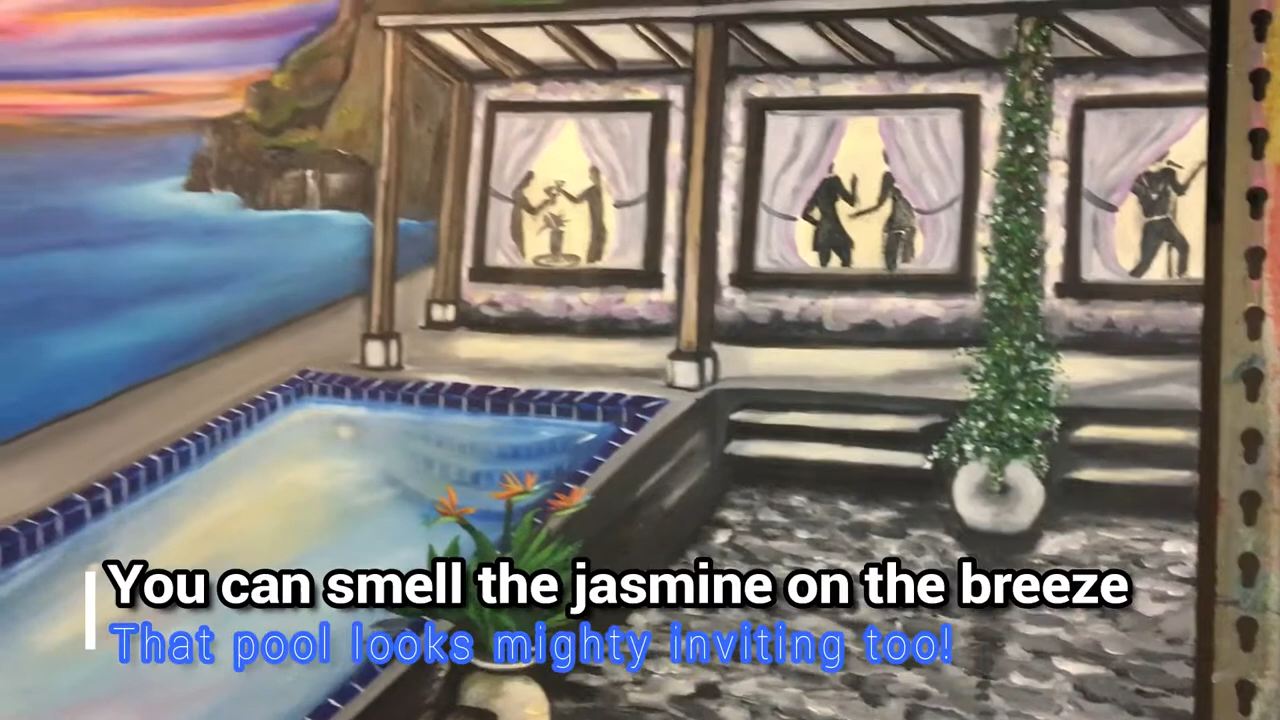 You can smell the jasmine on the breeze
That pool looks mighty inviting too!